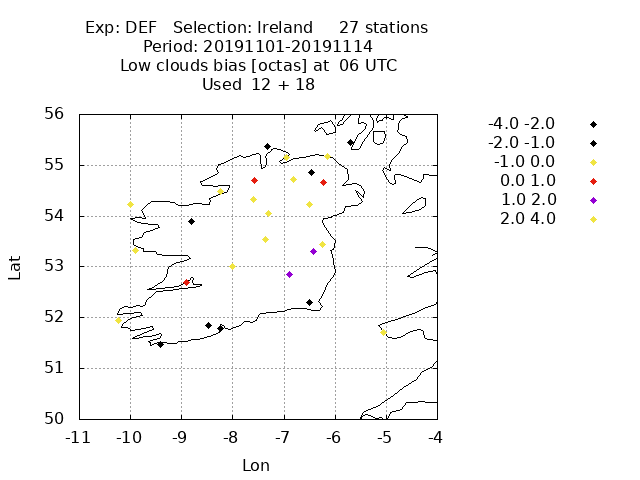 Exp: DEF   Selection: Ireland     27 stations
Period: 20191101-20191114
Low clouds bias [octas] at  06 UTC
Used  12 + 18
56
55
54
53
52
51
50
-11 -10 -9 -8 -7 -6 -5 -4
Lat
Lon
-4.0 -2.0
-2.0 -1.0
-1.0 0.0
0.0 1.0
1.0 2.0
2.0 4.0